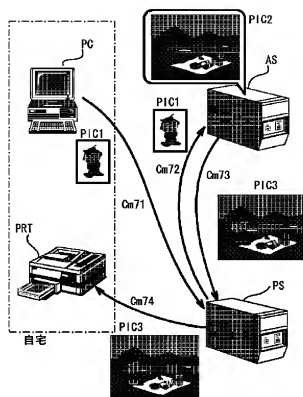 PIC2
PC
AS
PIC1
PIC1
Cm72
Cm73
Cm71
PIC3
PRT
PS
Cm74
自宅
PIC3